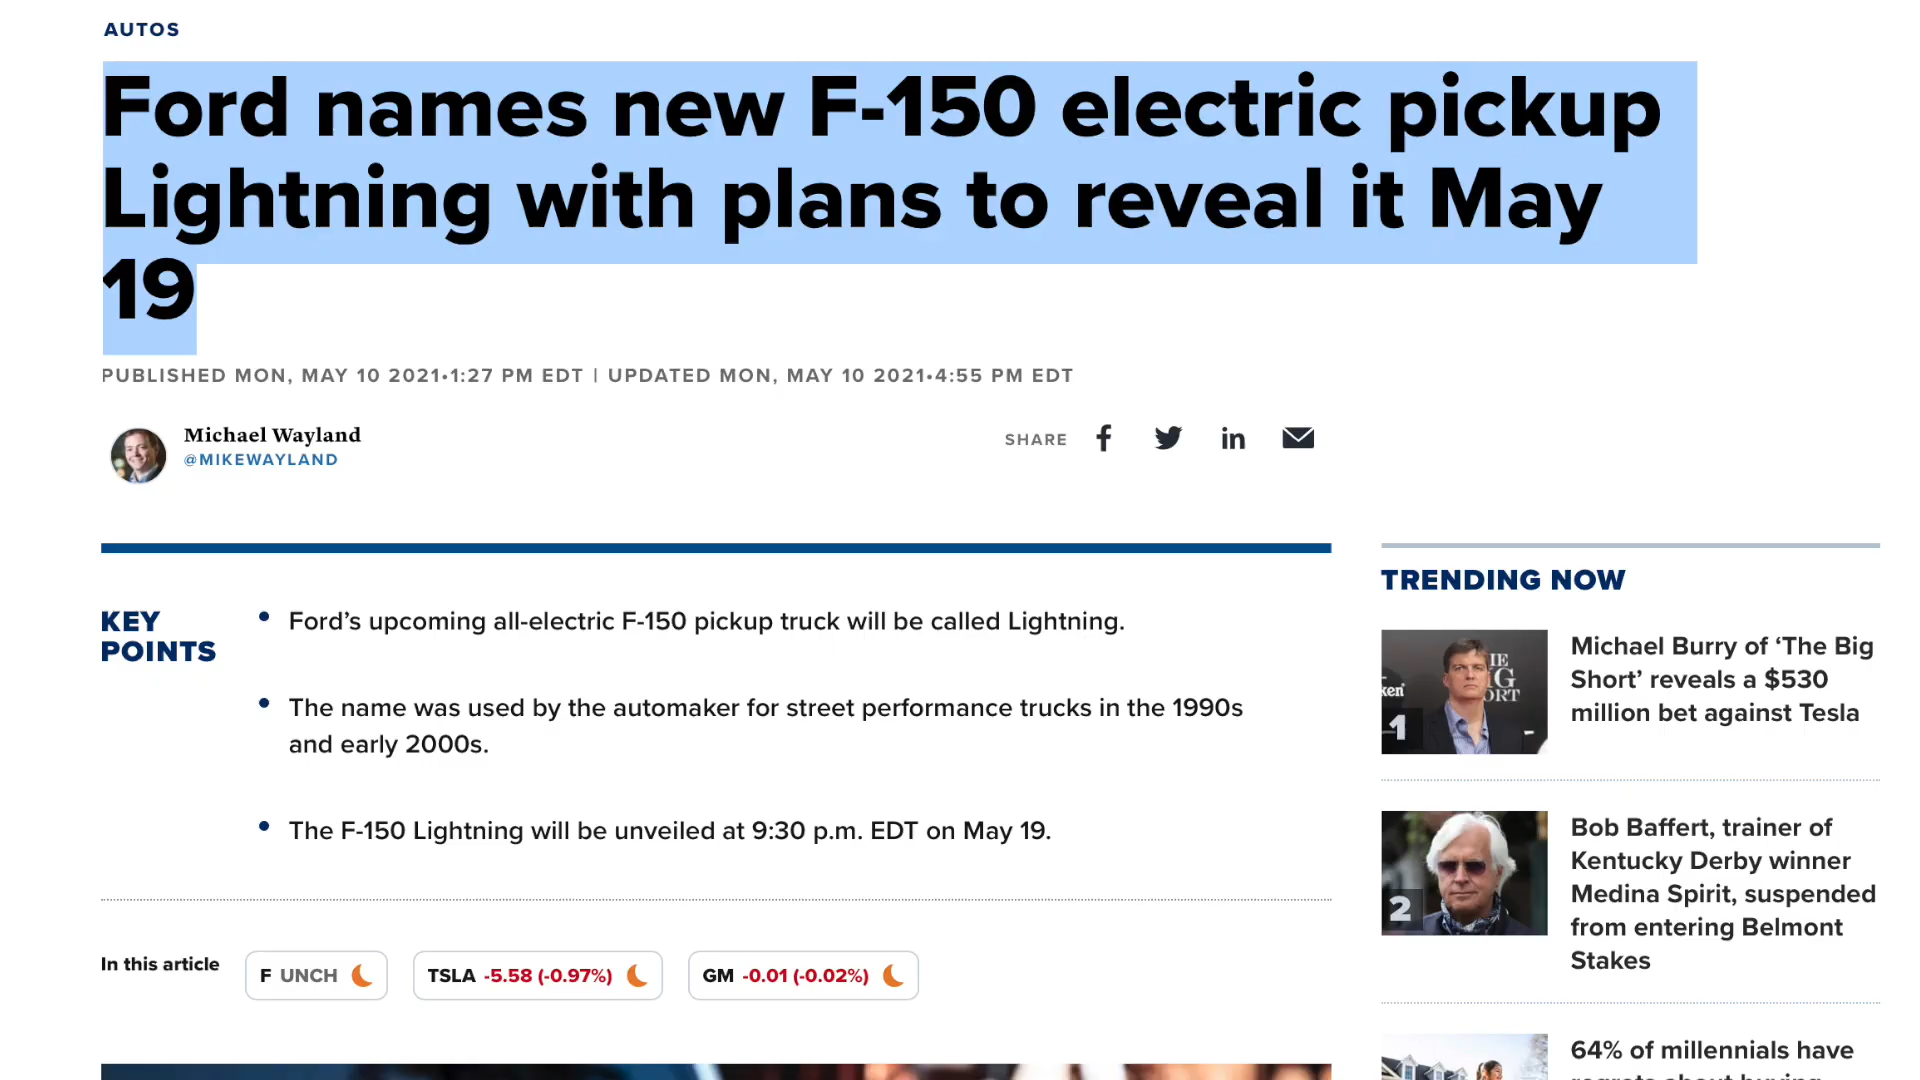 AUTOS
Ford names new F-150 electric pickup
Lightning with plans to reveal it May
19
PUBLISHED MON, MAY 10 2021•1:27 PM EDT | UPDATED MON, MAY 10 2021•4:55 PM EDT
Michael Wayland
@MIKEWAYLAND
SHARE
KEY
POINTS
• Ford’s upcoming all-electric F-150 pickup truck will be called Lightning.
• The name was used by the automaker for street performance trucks in the 1990s
and early 2000s.
• The F-150 Lightning will be unveiled at 9:30 p.m. EDT on May 19.
In this article
F UNCH
TSLA -5.58 (-0.97%)
GM -0.01 (-0.02%)
TRENDING NOW
1
Michael Burry of ‘The Big
Short’ reveals a $530
million bet against Tesla
2
Bob Baffert, trainer of
Kentucky Derby winner
Medina Spirit, suspended
from entering Belmont
Stakes
64% of millennials have